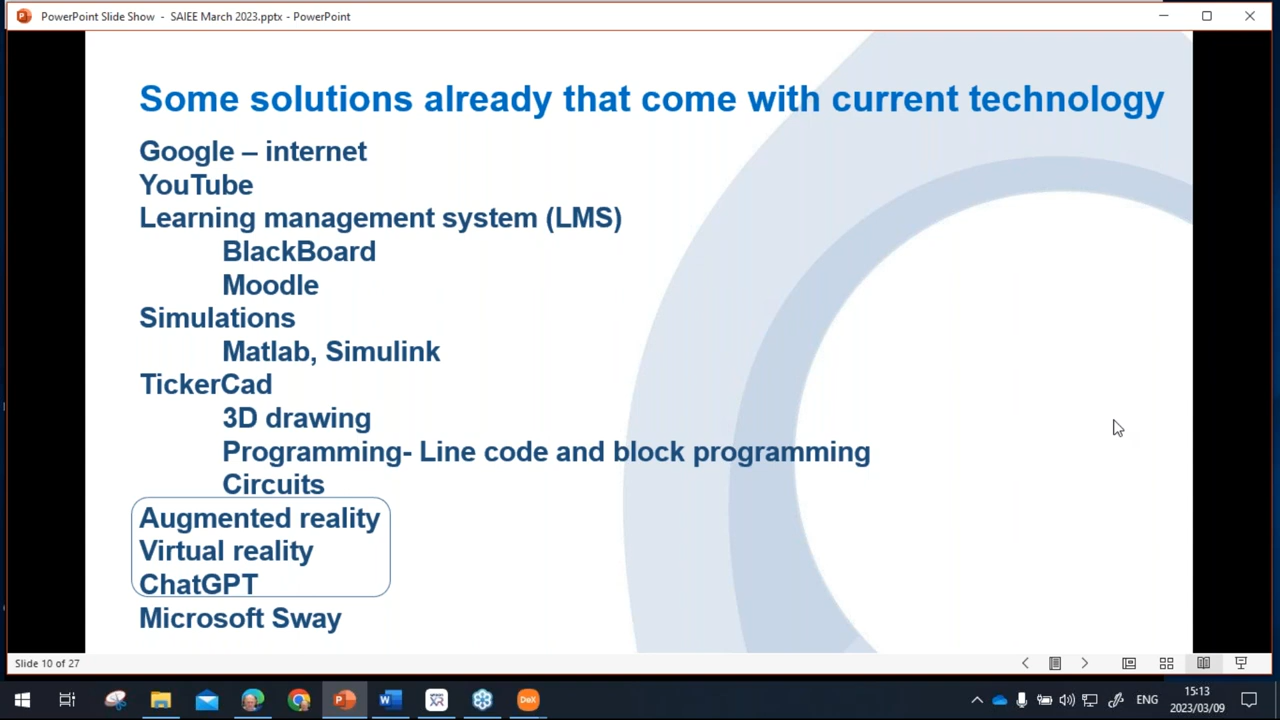 PowerPoint Slide Show - SAIEE March 2023.pptx - PowerPoint
Some solutions already that come with current technology
Google – internet
YouTube
Learning management system (LMS)
BlackBoard
Moodle
Simulations
Matlab, Simulink
TickerCad
3D drawing
Programming- Line code and block programming
Circuits
Augmented reality
Virtual reality
ChatGPT
Microsoft Sway
Slide 10 of 27
ENG
15:13
2023/03/09
XR
DeX